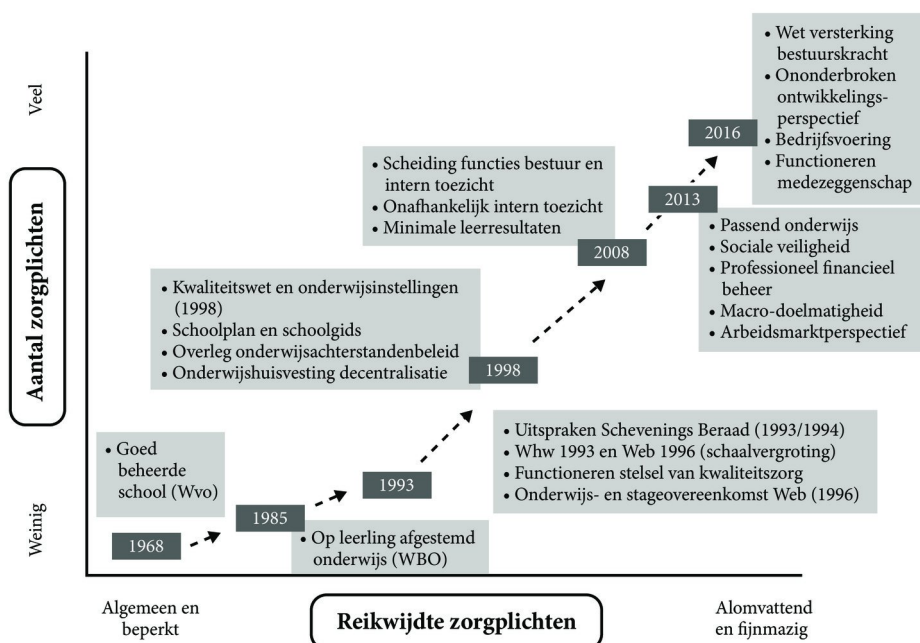 Veel
Aantal zorgplichten
Weinig
• Wet versterking
bestuurskracht
• Ononderbroken
ontwikkelings-
perspectief
• Bedrijfsvoering
• Functioneren
medezeggenschap
2016
• Scheiding functies bestuur en
intern toezicht
• Onafhankelijk intern toezicht
• Minimale leerresultaten
2013
• Passend onderwijs
• Sociale veiligheid
• Professioneel financieel
beheer
• Macro-doelmatigheid
• Arbeidsmarktperspectief
2008
• Kwaliteitswet en onderwijsinstellingen
(1998)
• Schoolplan en schoolgids
• Overleg onderwijsachterstandenbeleid
• Onderwijshuisvesting decentralisatie
1998
• Uitspraken Schevenings Beraad (1993/1994)
• Whw 1993 en Web 1996 (schaalvergroting)
• Functioneren stelsel van kwaliteitszorg
• Onderwijs- en stageovereenkomst Web (1996)
• Goed
beheerde
school (Wvo)
1993
1985
1968
• Op leerling afgestemd
onderwijs (WBO)
Algemeen en
beperkt
Reikwijdte zorgplichten
Alomvattend
en fijnmazig